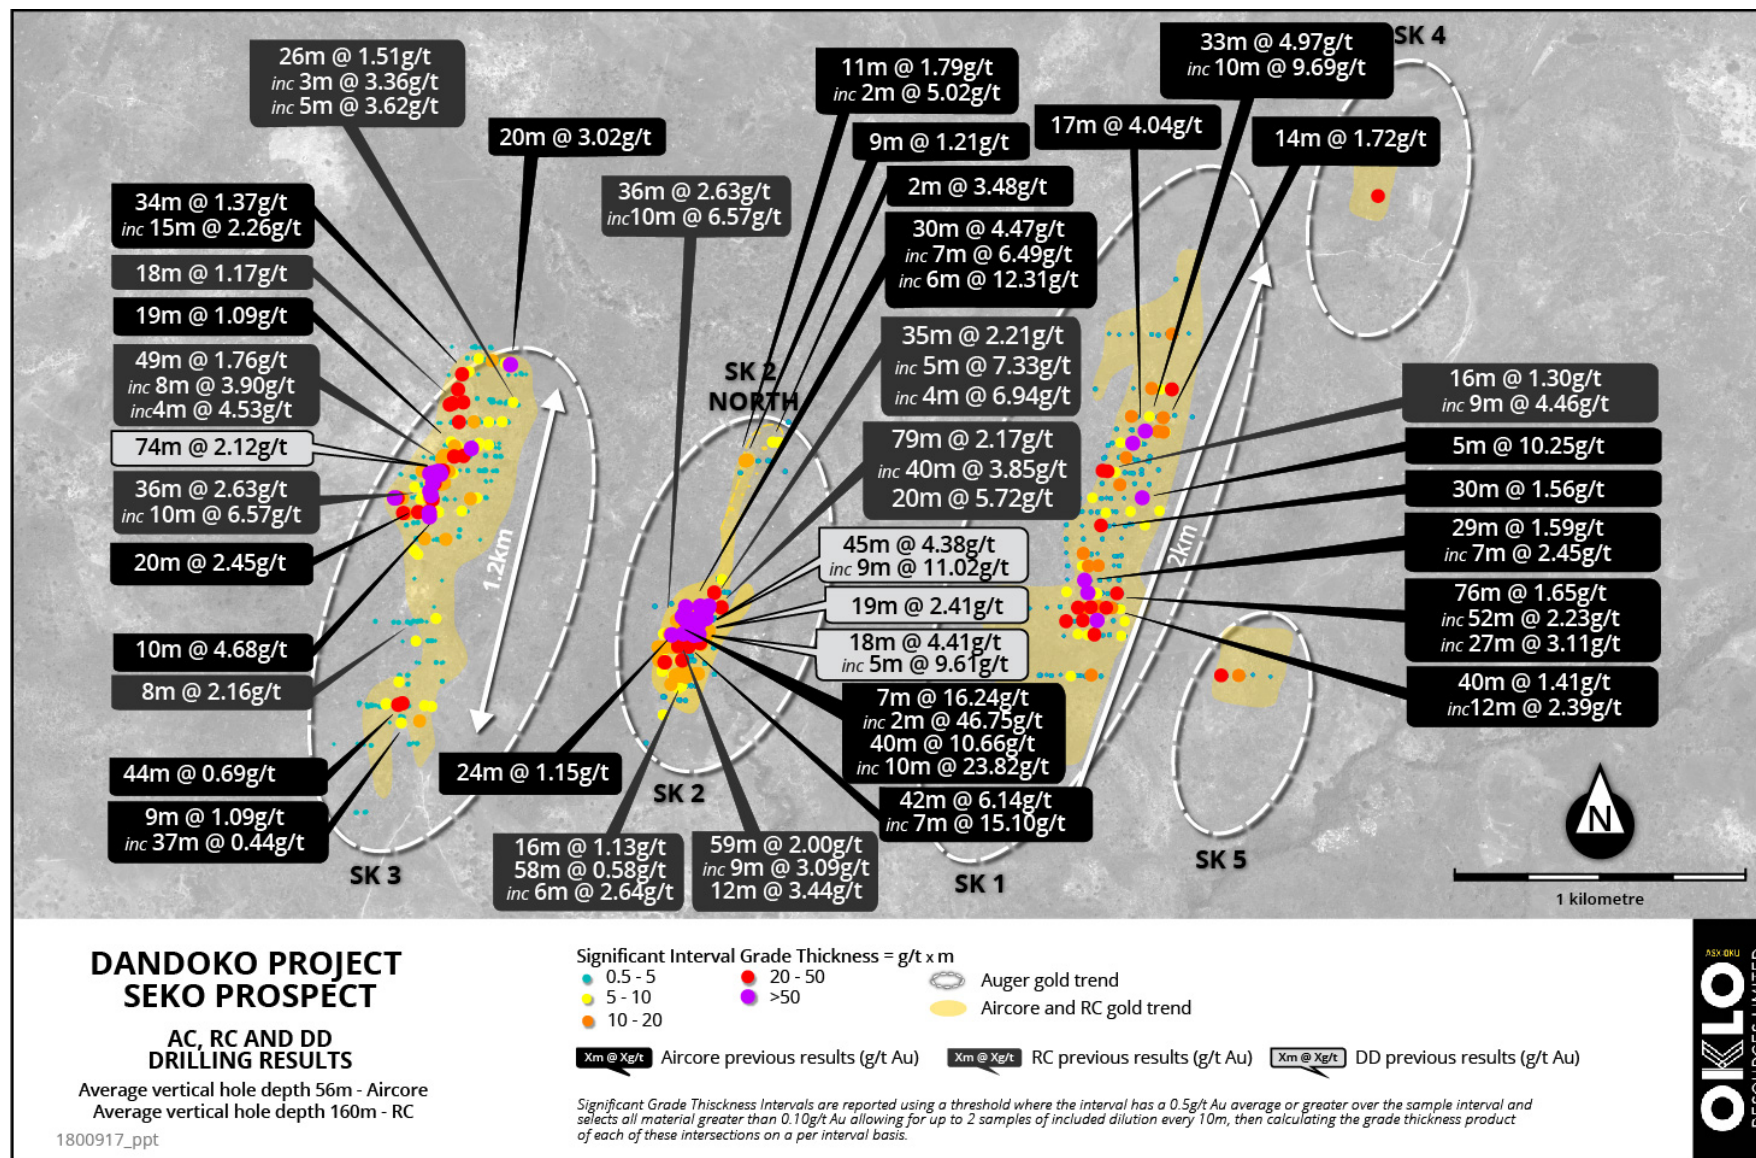 26m @ 1.51g/t
inc 3m @ 3.36g/t
inc 5m @ 3.62g/t
20m @ 3.02g/t
34m @ 1.37g/t
inc 15m @ 2.26g/t
18m @ 1.17g/t
19m @ 1.09g/t
49m @ 1.76g/t
inc 8m @ 3.90g/t
inc4m @ 4.53g/t
74m @ 2.12g/t
36m @ 2.63g/t
inc 10m @ 6.57g/t
20m @ 2.45g/t
10m @ 4.68g/t
8m @ 2.16g/t
44m @ 0.69g/t
9m @ 1.09g/t
inc 37m @ 0.44g/t
1.2km
SK 3
36m @ 2.63g/t
inc10m @ 6.57g/t
11m @ 1.79g/t
inc 2m @ 5.02g/t
9m @ 1.21g/t
2m @ 3.48g/t
30m @ 4.47g/t
inc 7m @ 6.49g/t
inc 6m @ 12.31g/t
35m @ 2.21g/t
inc 5m @ 7.33g/t
inc 4m @ 6.94g/t
79m @ 2.17g/t
inc 40m @ 3.85g/t
20m @ 5.72g/t
SK 2
NORTH
45m @ 4.38g/t
inc 9m @ 11.02g/t
19m @ 2.41g/t
18m @ 4.41g/t
inc 5m @ 9.61g/t
7m @ 16.24g/t
inc 2m @ 46.75g/t
40m @ 10.66g/t
inc 10m @ 23.82g/t
42m @ 6.14g/t
inc 7m @ 15.10g/t
24m @ 1.15g/t
SK 2
16m @ 1.13g/t
58m @ 0.58g/t
inc 6m @ 2.64g/t
59m @ 2.00g/t
inc 9m @ 3.09g/t
12m @ 3.44g/t
33m @ 4.97g/t
inc 10m @ 9.69g/t
SK 4
17m @ 4.04g/t
14m @ 1.72g/t
16m @ 1.30g/t
inc 9m @ 4.46g/t
5m @ 10.25g/t
30m @ 1.56g/t
29m @ 1.59g/t
inc 7m @ 2.45g/t
76m @ 1.65g/t
inc 52m @ 2.23g/t
inc 27m @ 3.11g/t
40m @ 1.41g/t
inc12m @ 2.39g/t
2km
SK 1
SK 5
N
1 kilometre
DANDOKO PROJECT
SEKO PROSPECT
AC, RC AND DD
DRILLING RESULTS
Average vertical hole depth 56m - Aircore
Average vertical hole depth 160m - RC
1800917_ppt
Significant Interval Grade Thickness = g/t x m
0.5 - 5
5 - 10
10 - 20
20 - 50
>50
Auger gold trend
Aircore and RC gold trend
Xm @ Xg/t Aircore previous results (g/t Au)
Xm @ Xg/t RC previous results (g/t Au)
Xm @ Xg/t DD previous results (g/t Au)
Significant Grade Thisckness Intervals are reported using a threshold where the interval has a 0.5g/t Au average or greater over the sample interval and
selects all material greater than 0.10g/t Au allowing for up to 2 samples of included dilution every 10m, then calculating the grade thickness product
of each of these intersections on a per interval basis.
ASX:OKU
OKLO
RESOURCES LIMITED